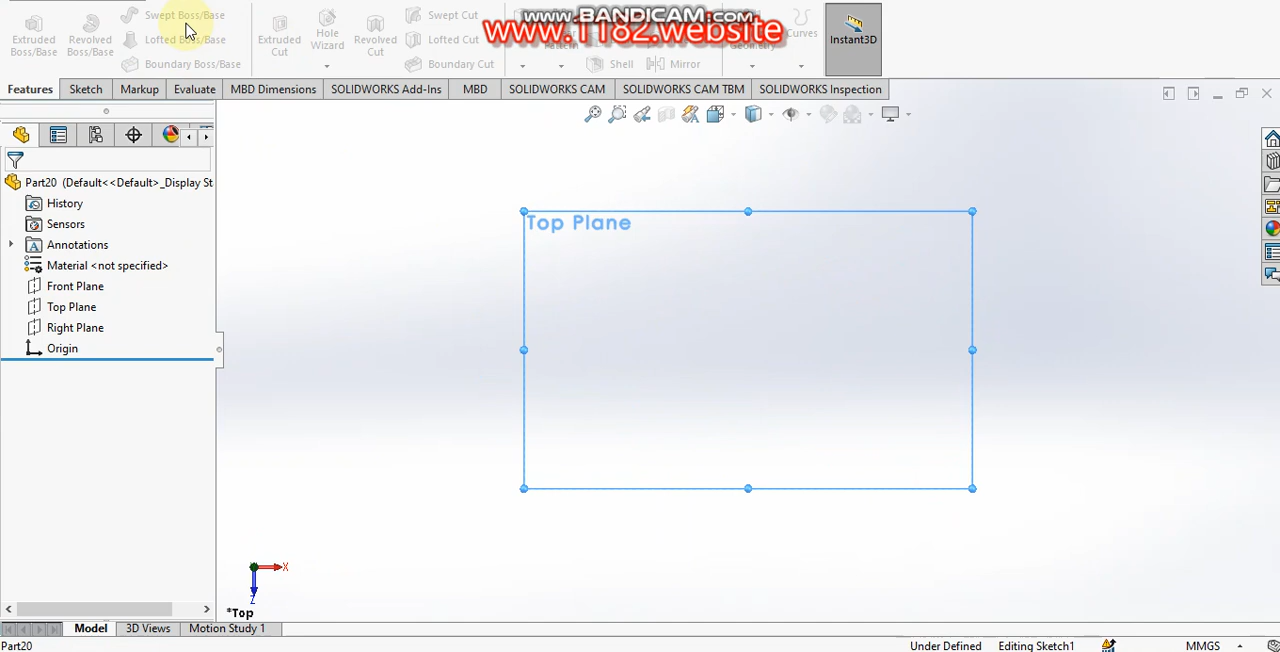 www.BANDICAM.com
www.1182.website
Extruded Boss/Base
Revolved Boss/Base
Swept Boss/Base
Lofted Boss/Base
Boundary Boss/Base
Extruded Cut
Hole Wizard
Revolved Cut
Swept Cut
Lofted Cut
Boundary Cut
Pattern
Shell
Mirror
Geometry
Curves
Instant3D
Features
Sketch
Markup
Evaluate
MBD Dimensions
SOLIDWORKS Add-Ins
MBD
SOLIDWORKS CAM
SOLIDWORKS CAM TBM
SOLIDWORKS Inspection
Part20 (Default<<Default>_Display St
History
Sensors
Annotations
Material <not specified>
Front Plane
Top Plane
Right Plane
Origin
Top Plane
X
Z
*Top
Model
3D Views
Motion Study 1
Part20
Under Defined
Editing Sketch1
MMGS